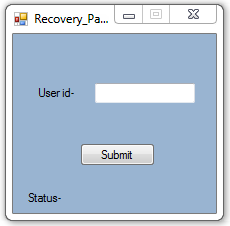 Recovery_Pa...
User id-
Submit
Status-